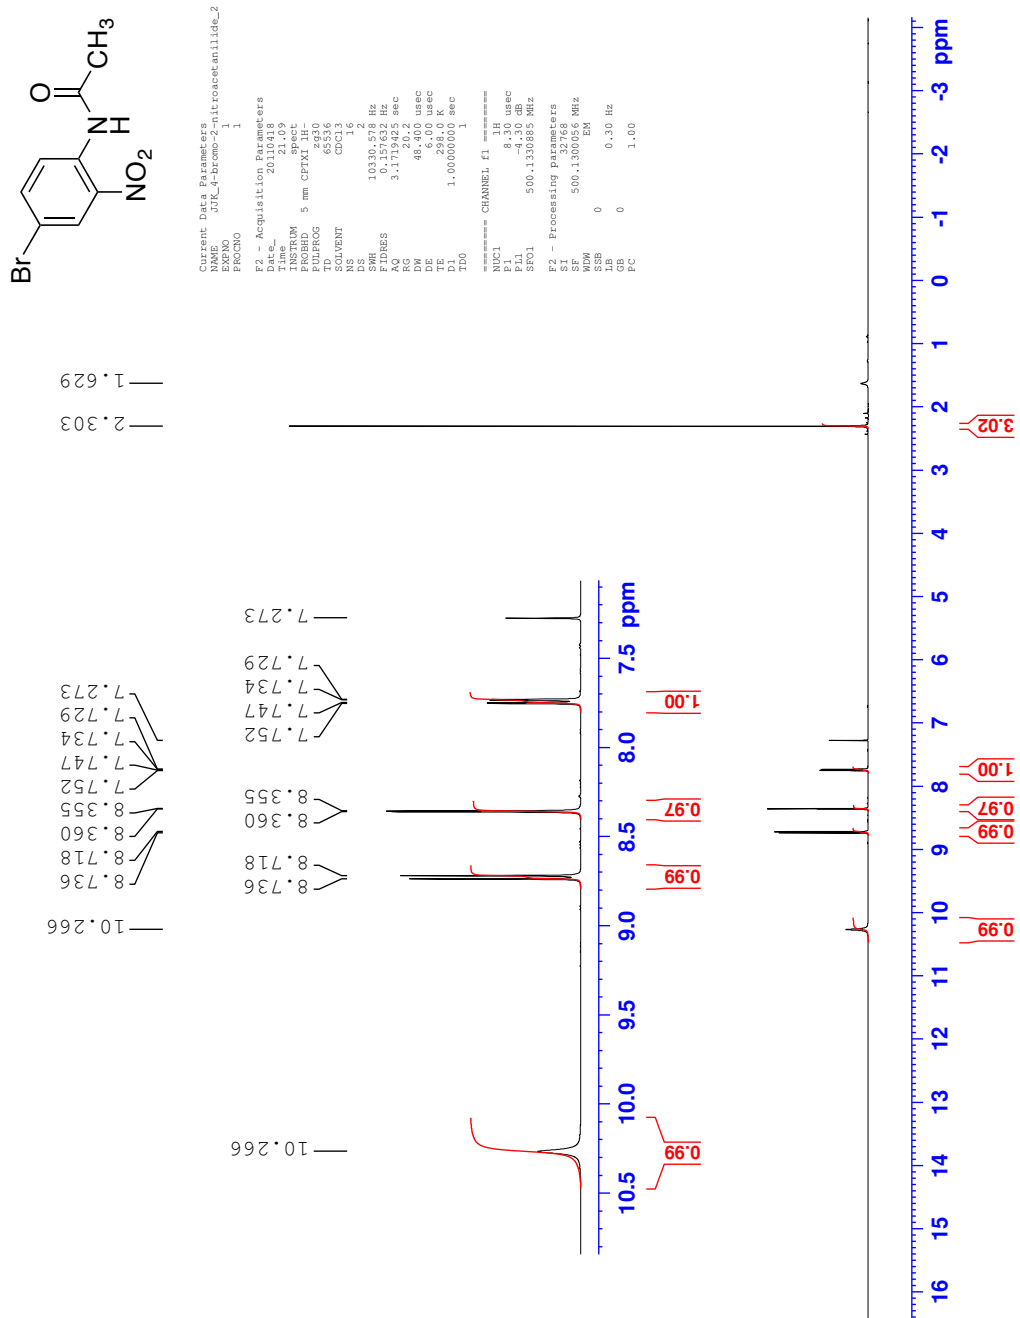 Br
O
N
H
CH3
NO2
Current Data Parameters
NAME JJK_4-bromo-2-nitroacetanilide_2
EXPNO 1
PROCNO 1
F2 - Acquisition Parameters
Date_ 20110418
Time 21.09
INSTRUM spect
PROBHD 5 mm CPTXI 1H-
PULPROG zg30
TD 65536
SOLVENT CDCl3
NS 16
DS 2
SWH 10330.578 Hz
FIDRES 0.157632 Hz
AQ 3.1719425 sec
RG 20.2
DW 48.400 usec
DE 6.00 usec
TE 298.0 K
D1 1.00000000 sec
TD0 1
======== CHANNEL f1 ========
NUC1 1H
P1 8.30 usec
PL1 -4.30 dB
SFO1 500.1330885 MHz
F2 - Processing parameters
SI 32768
SF 500.1300056 MHz
WDW EM
SSB 0
LB 0.30 Hz
GB 0
PC 1.00
10.266
8.736
8.718
8.360
8.355
7.752
7.747
7.734
7.729
7.273
2.303
1.629
10.266
8.736
8.718
8.360
8.355
7.752
7.747
7.734
7.729
7.273
10.5 10.0 9.5 9.0 8.5 8.0 7.5 ppm
0.99 0.99 0.97 1.00
16 15 14 13 12 11 10 9 8 7 6 5 4 3 2 1 0 -1 -2 -3 ppm
0.99 0.99 0.97 1.00 3.02